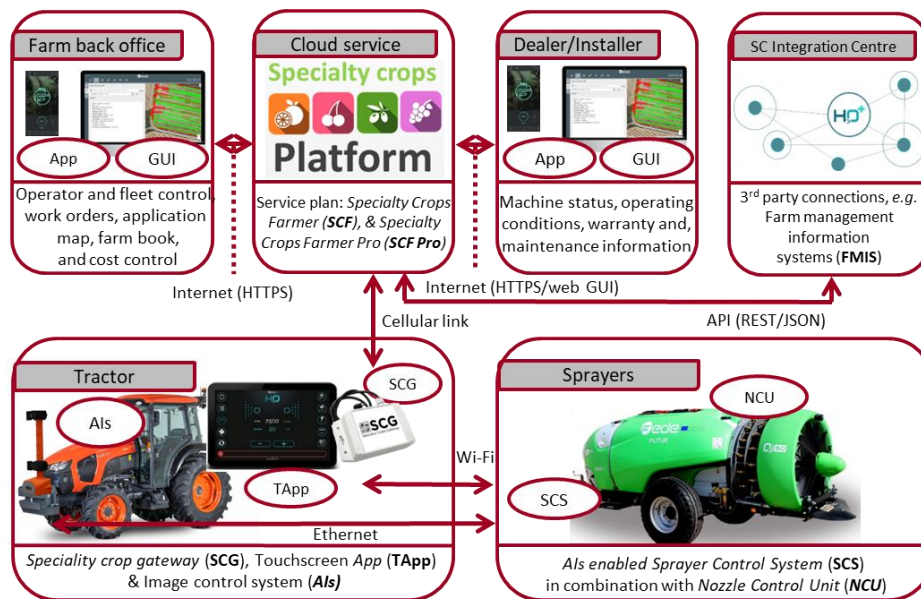 Farm back office
App
GUI
Operator and fleet control,
work orders, application
map, farm book,
and cost control
Cloud service
Specialty crops
Platform
Service plan: Specialty Crops
Farmer (SCF), & Specialty
Crops Farmer Pro (SCF Pro)
Dealer/Installer
App
GUI
Machine status, operating
conditions, warranty and,
maintenance information
SC Integration Centre
H3O+
3rd party connections, e.g.
Farm management
information
systems (FMIS)
Internet (HTTPS)
Internet (HTTPS/web GUI)
Cellular link
API (REST/JSON)
Tractor
SCG
AIs
SCG
TApp
Wi-Fi
Ethernet
Speciality crop gateway (SCG), Touchscreen App (TApp)
& Image control system (AIs)
Sprayers
NCU
Fede
FUTUR
SCS
AIs enabled Sprayer Control System (SCS)
in combination with Nozzle Control Unit (NCU)